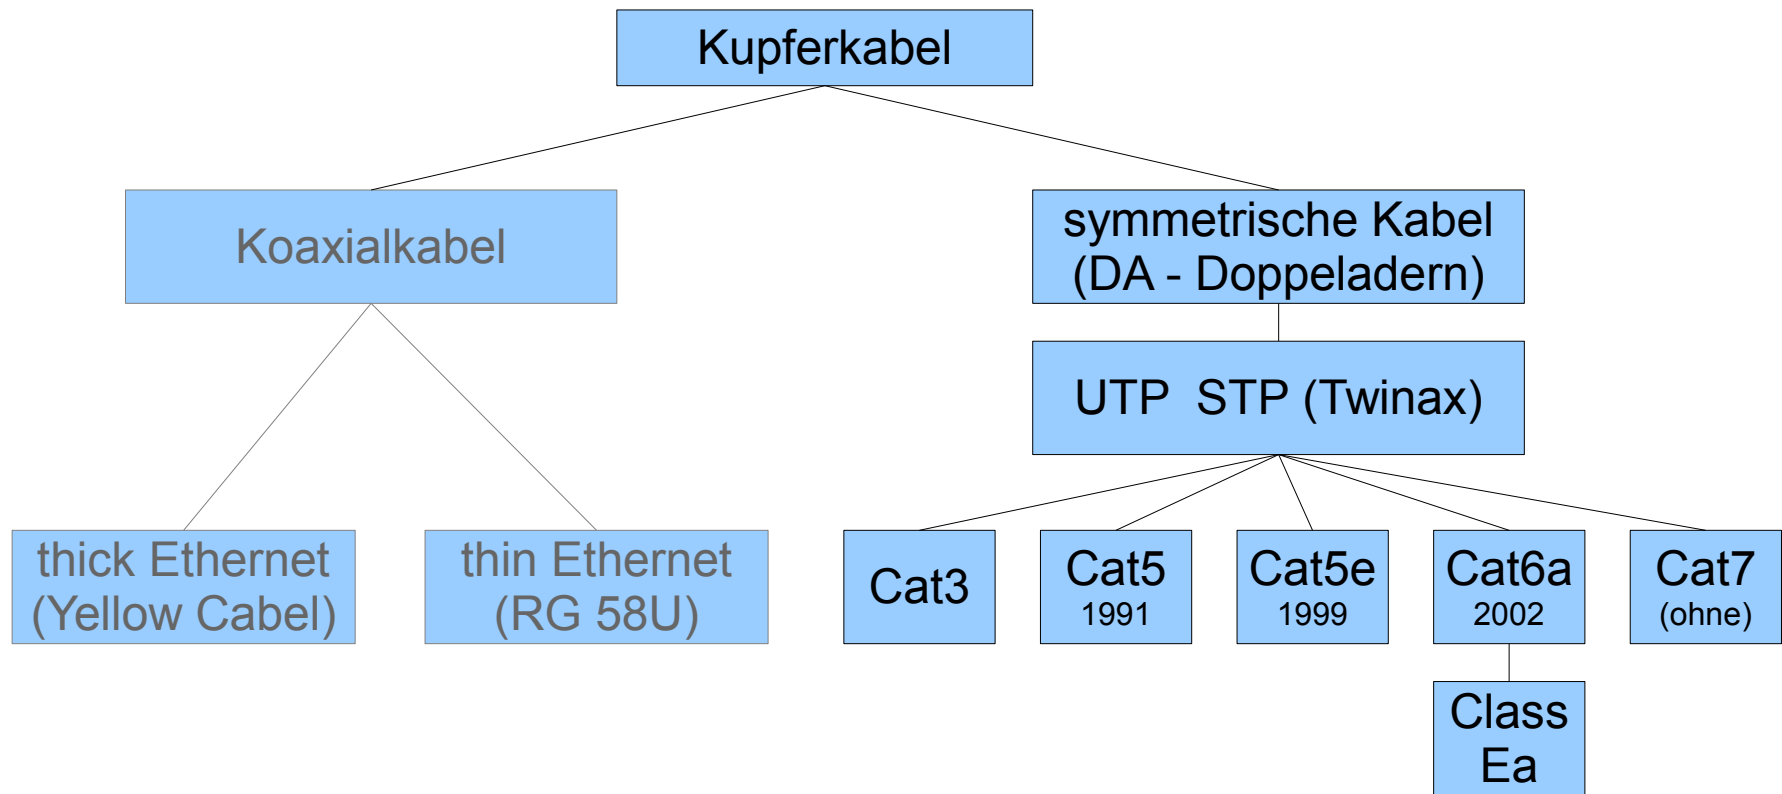 Kupferkabel
Koaxialkabel
symmetrische Kabel
(DA - Doppeladern)
UTP  STP (Twinax)
thick Ethernet
(Yellow Cabel)
thin Ethernet
(RG 58U)
Cat3
Cat5
1991
Cat5e
1999
Cat6a
2002
Cat7
(ohne)
Class
Ea